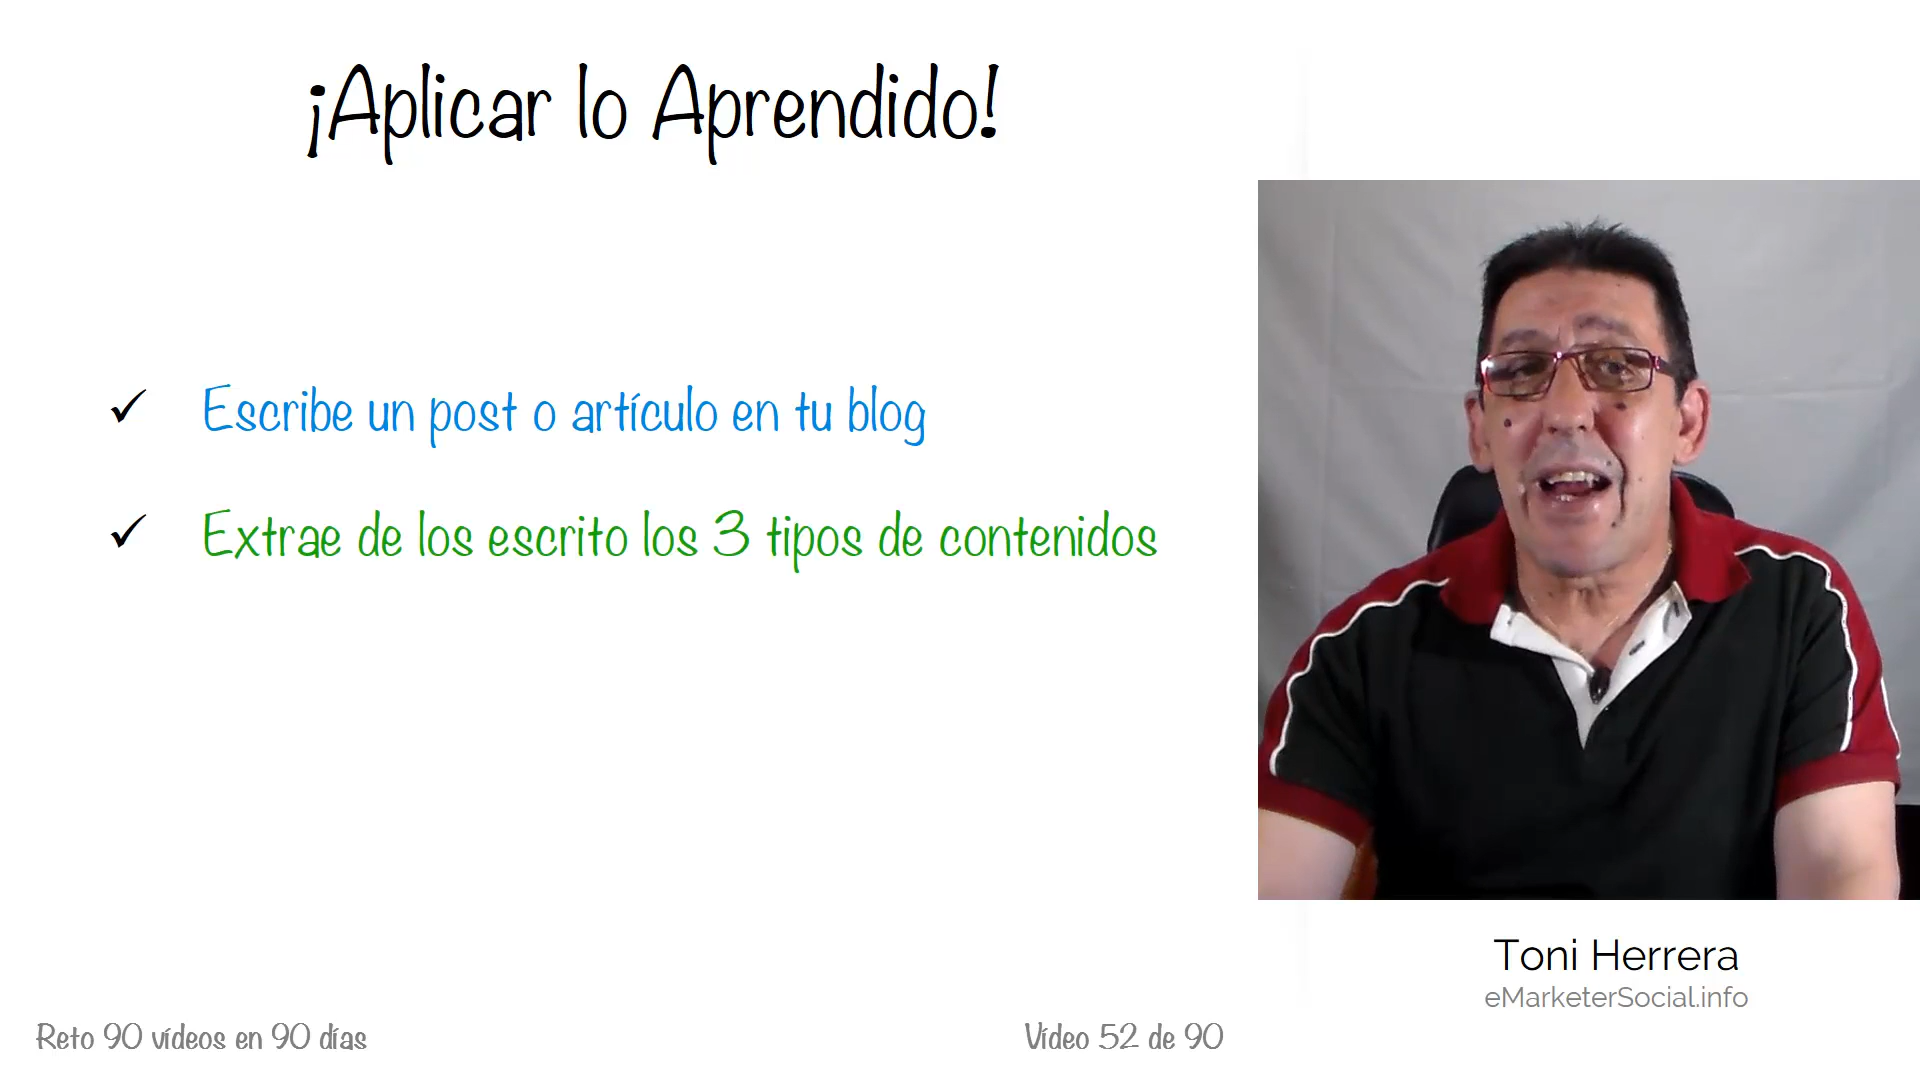 ¡Aplicar lo Aprendido!
Escribe un post o artículo en tu blog
Extrae de los escrito los 3 tipos de contenidos
Toni Herrera
eMarketerSocial.info
Reto 90 vídeos en 90 días
Vídeo 52 de 90